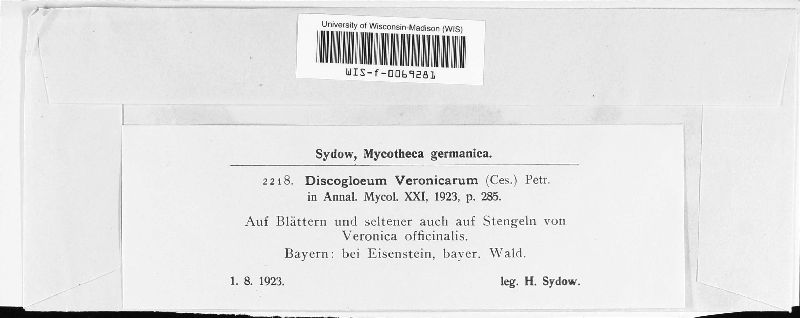 University of Wisconsin-Madison (WIS)
WIS-f-0069281
Sydow, Mycotheca germanica.
2218. Discogloeum Veronicarum (Ces.) Petr.
in Annal. Mycol. XXI, 1923, p. 285.
Auf Blättern und seltener auch auf Stengeln von
Veronica officinalis.
Bayern: bei Eisenstein, bayer. Wald.
1. 8. 1923. leg. H. Sydow.